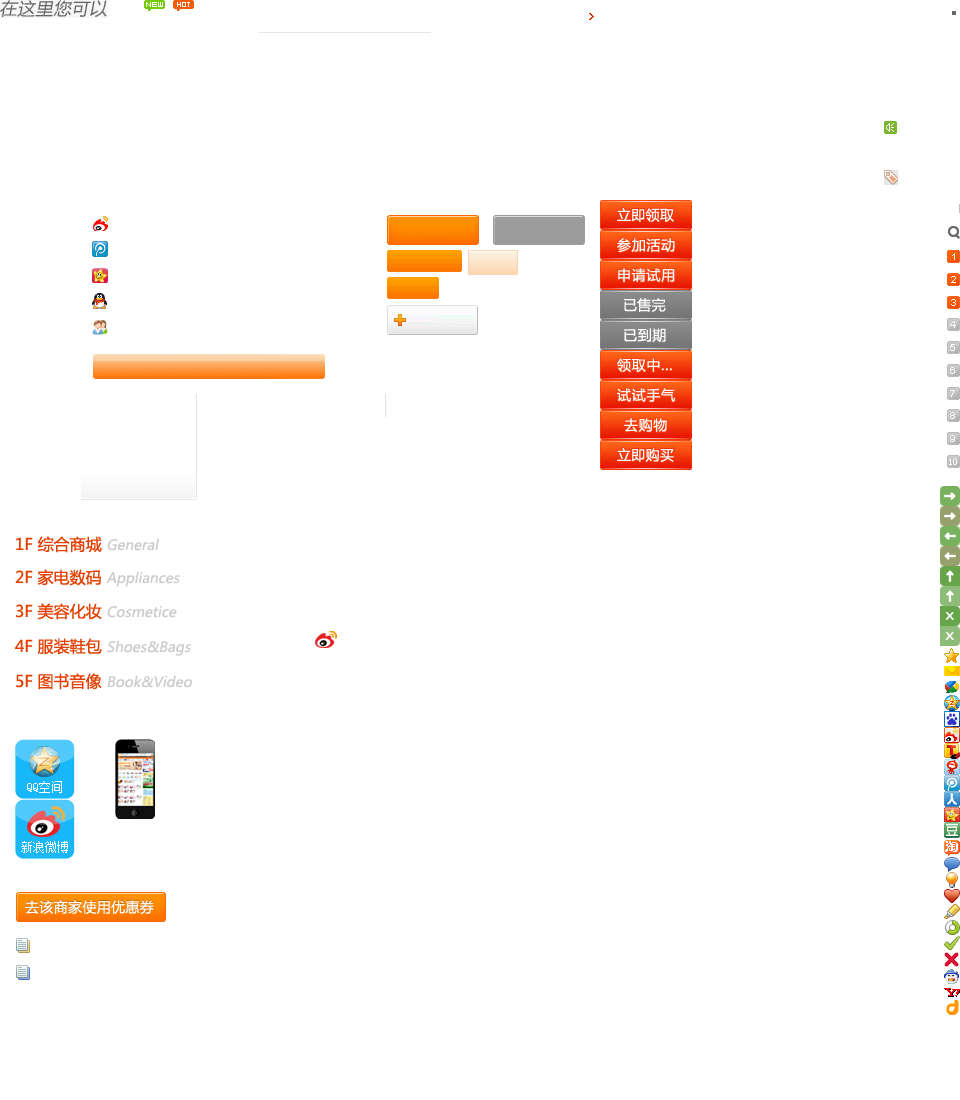 在这里您可以
NEW
HOT
立即领取
参加活动
申请试用
已售完
已到期
领取中...
试试手气
去购物
立即购买
1
2
3
4
5
6
7
8
9
10
1F 综合商城 General
2F 家电数码 Appliances
3F 美容化妆 Cosmetice
4F 服装鞋包 Shoes&Bags
5F 图书音像 Book&Video
QQ空间
新浪微博
人
豆
淘
去该商家使用优惠券